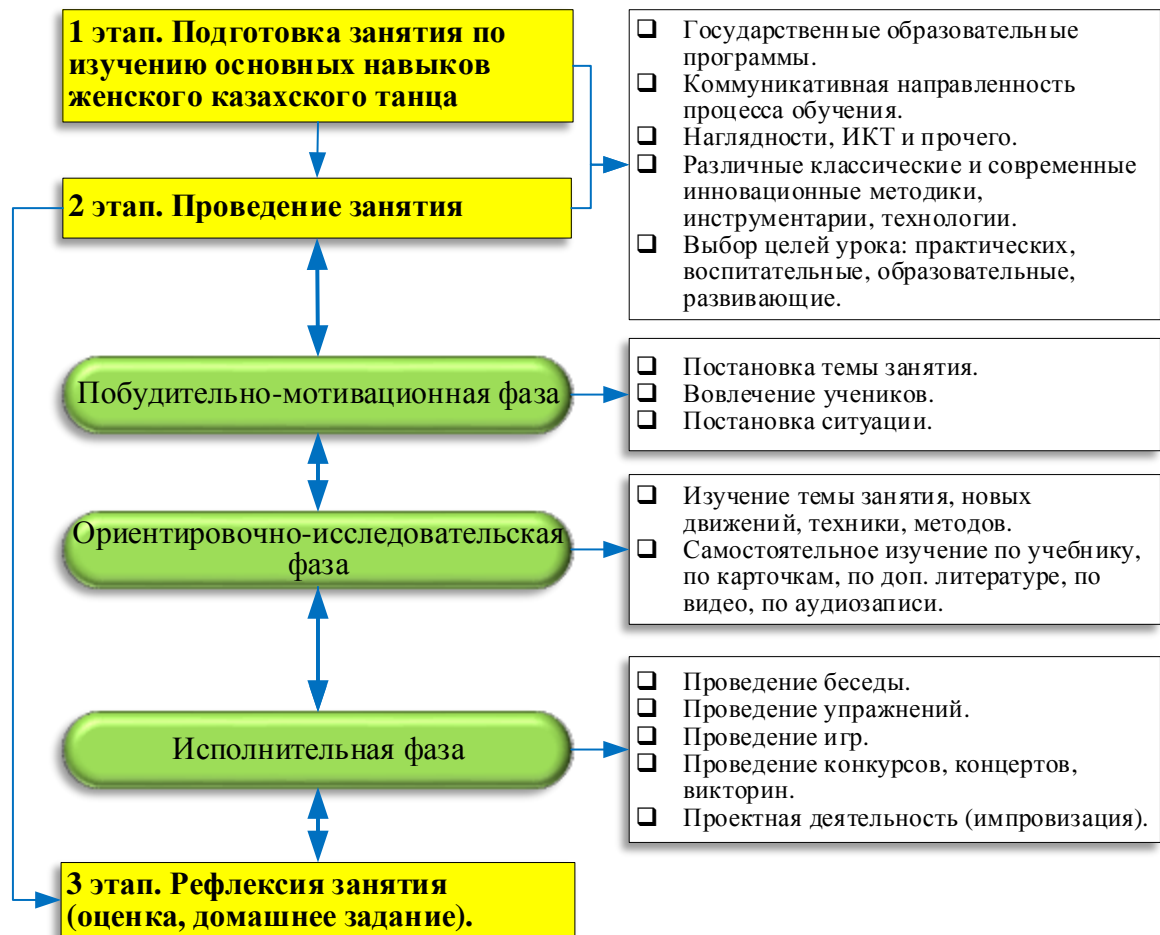 1 этап. Подготовка занятия по
изучению основных навыков
женского казахского танца
2 этап. Проведение занятия
❑ Государственные образовательные
программы.
❑ Коммуникативная направленность
процесса обучения.
❑ Наглядности, ИКТ и прочего.
❑ Различные классические и современные
инновационные методики,
инструментарии, технологии.
❑ Выбор целей урока: практических,
воспитательные, образовательные,
развивающие.
Побудительно-мотивационная фаза
❑ Постановка темы занятия.
❑ Вовлечение учеников.
❑ Постановка ситуации.
Ориентировочно-исследовательская
фаза
❑ Изучение темы занятия, новых
движений, техники, методов.
❑ Самостоятельное изучение по учебнику,
по карточкам, по доп. литературе, по
видео, по аудиозаписи.
Исполнительная фаза
❑ Проведение беседы.
❑ Проведение упражнений.
❑ Проведение игр.
❑ Проведение конкурсов, концертов,
викторин.
❑ Проектная деятельность (импровизация).
3 этап. Рефлексия занятия
(оценка, домашнее задание).